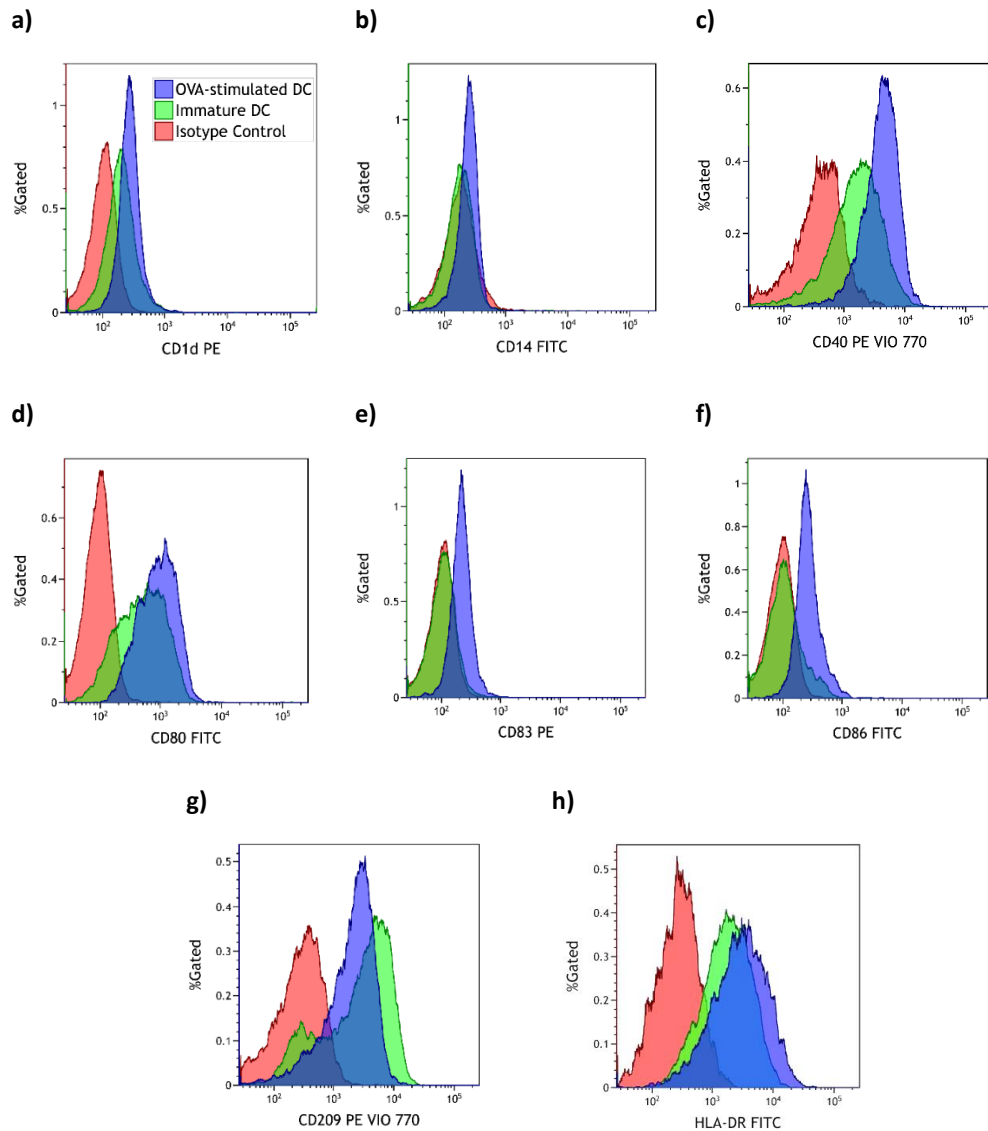 a)
%Gated
1
0.5
0
OVA-stimulated DC
Immature DC
Isotype Control
10² 10³ 10⁴ 10⁵
CD1d PE
b)
%Gated
1
0.5
0
10² 10³ 10⁴ 10⁵
CD14 FITC
c)
%Gated
0.6
0.4
0.2
0
10² 10³ 10⁴ 10⁵
CD40 PE VIO 770
d)
%Gated
0.6
0.4
0.2
0
10² 10³ 10⁴ 10⁵
CD80 FITC
e)
%Gated
1
0.5
0
10² 10³ 10⁴ 10⁵
CD83 PE
f)
%Gated
1
0.8
0.6
0.4
0.2
0
10² 10³ 10⁴ 10⁵
CD86 FITC
g)
%Gated
0.5
0.4
0.3
0.2
0.1
0
10² 10³ 10⁴ 10⁵
CD209 PE VIO 770
h)
%Gated
0.5
0.4
0.3
0.2
0.1
0
10² 10³ 10⁴ 10⁵
HLA-DR FITC